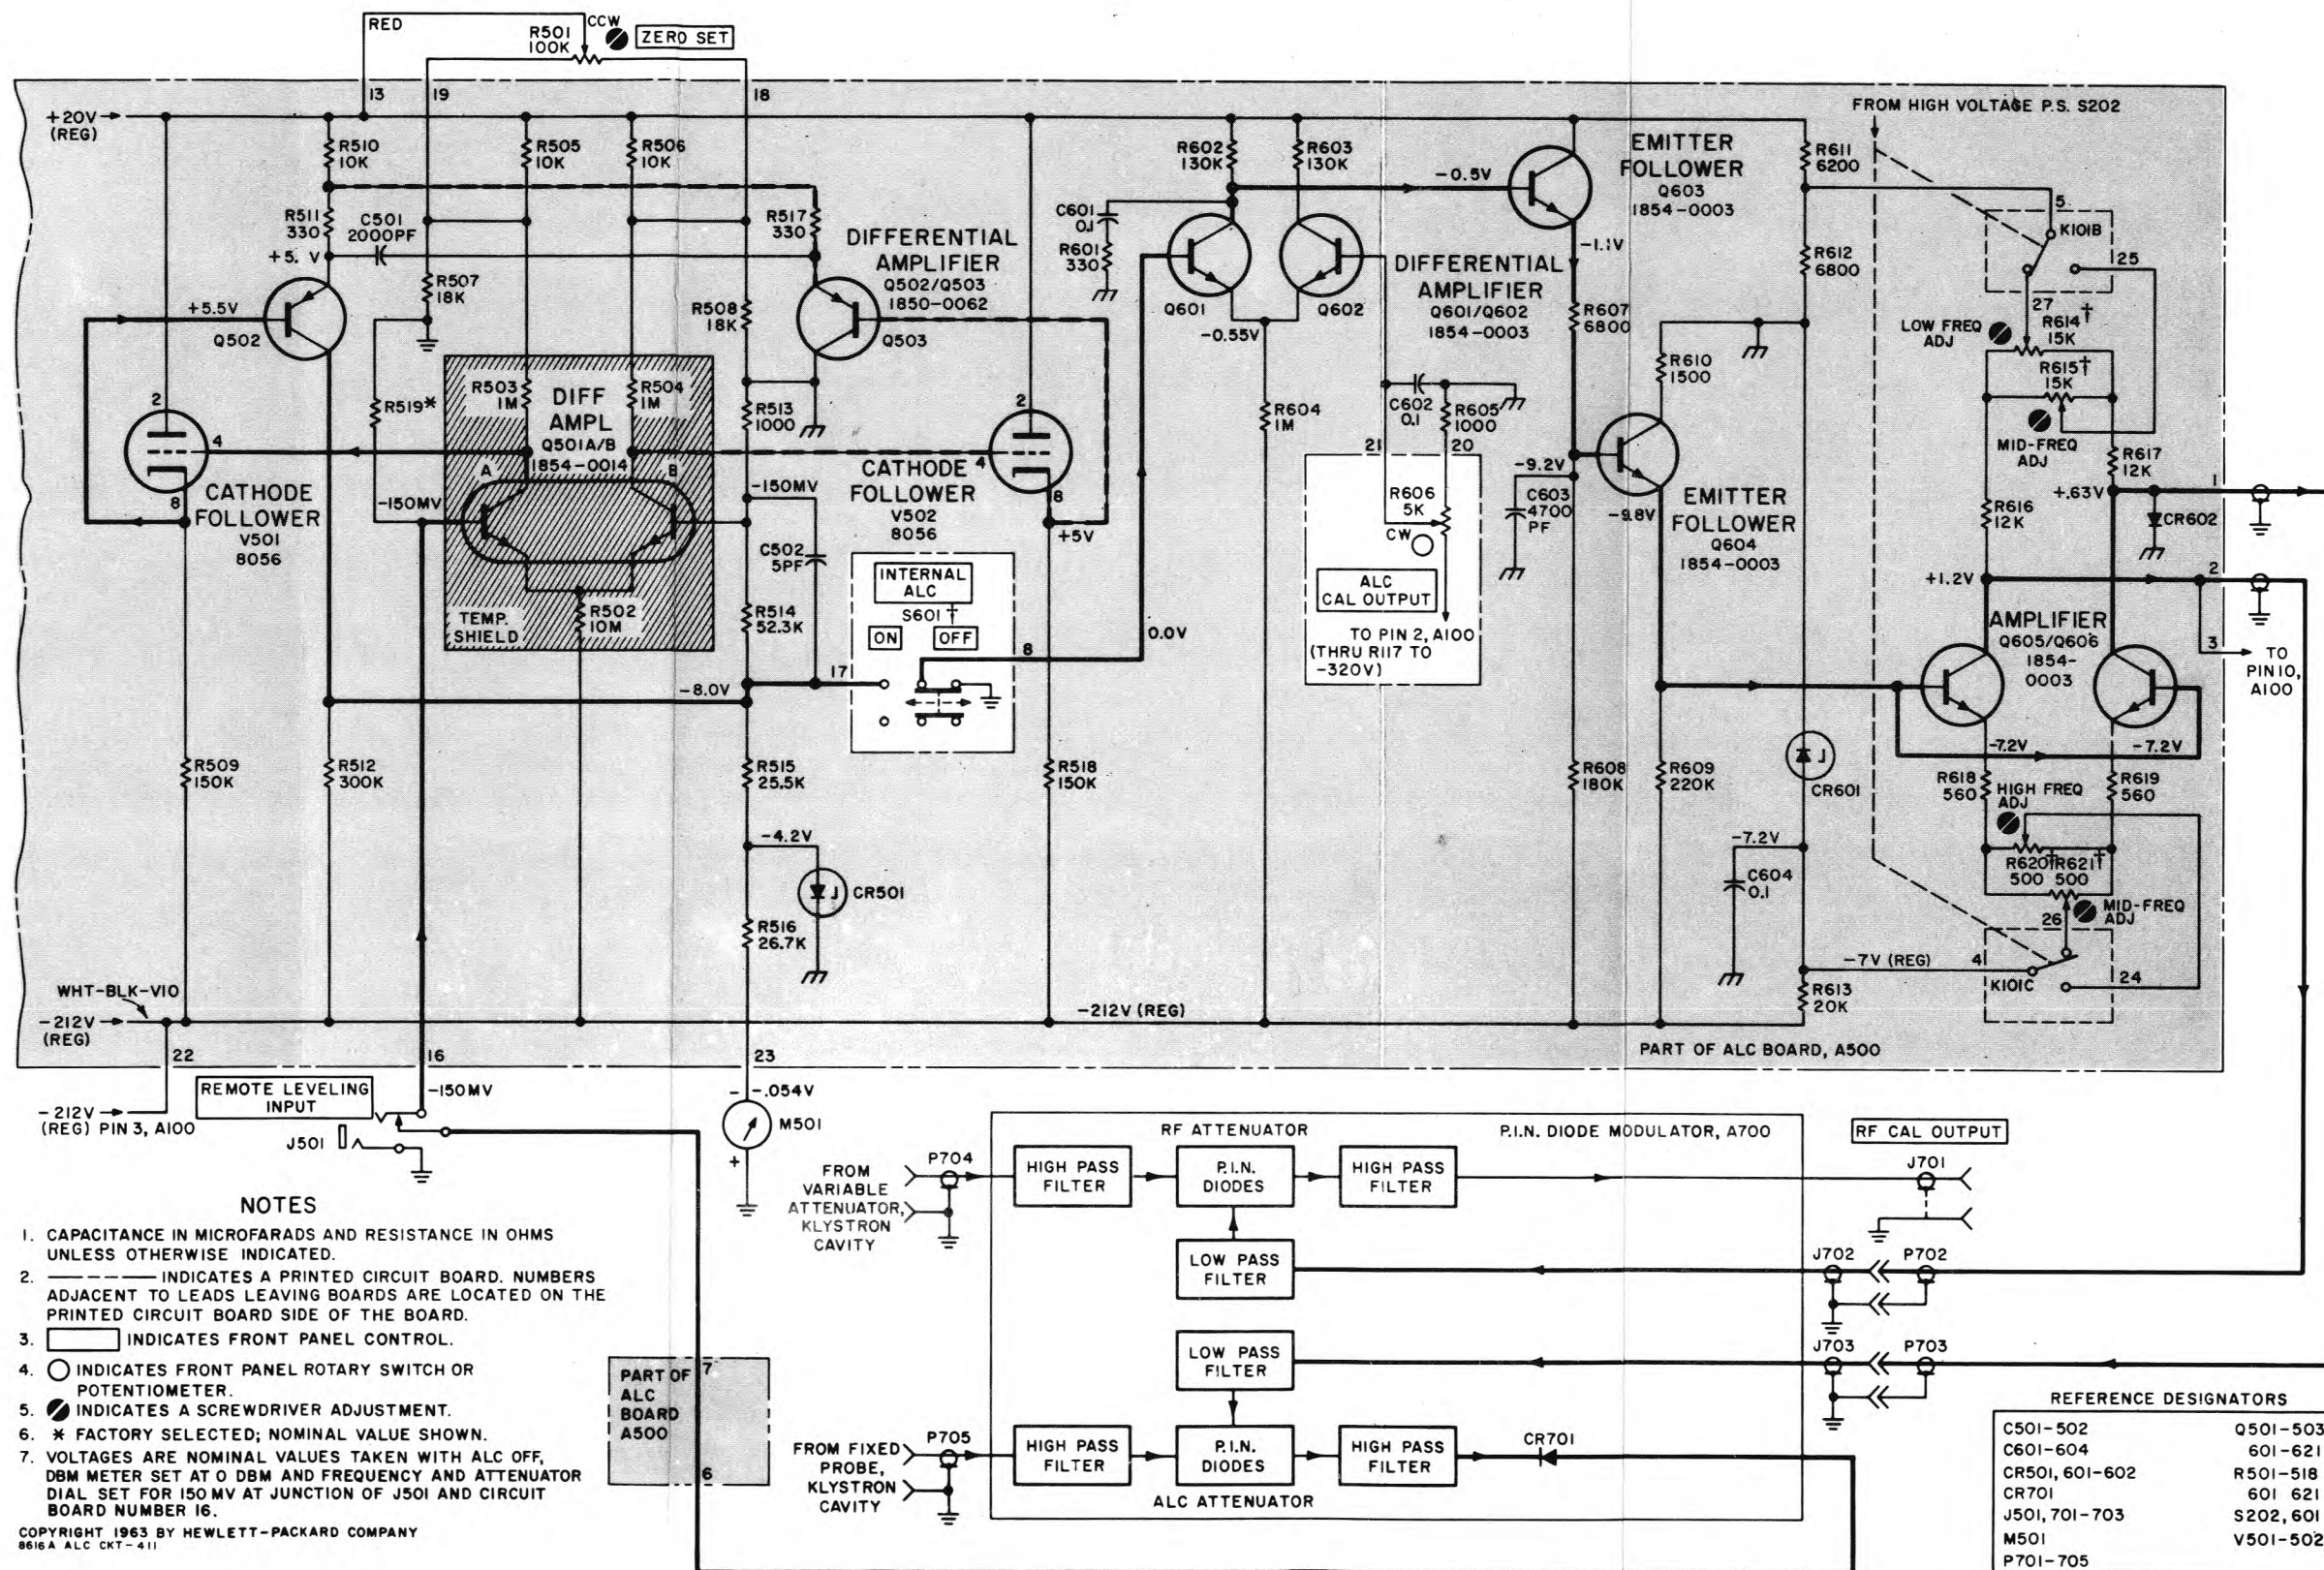 RED
R501
100K
CCW
ZERO SET
13
19
18
FROM HIGH VOLTAGE P.S. S202
+20V
(REG)
R510
10K
R505
10K
R506
10K
R602
130K
R603
130K
EMITTER
FOLLOWER
Q603
1854-0003
R611
6200
-0.5V
R511
330
C501
2000PF
R517
330
C601
0.1
R601
330
5
K101B
+5. V
DIFFERENTIAL
AMPLIFIER
Q502/Q503
1850-0062
-1.1V
R612
6800
25
R507
18K
R508
18K
DIFFERENTIAL
AMPLIFIER
Q601/Q602
1854-0003
27
+5.5V
Q502
Q503
Q601
Q602
-0.55V
R607
6800
LOW FREQ
ADJ
R614†
15K
R503
1M
DIFF
AMPL
Q501A/B
1854-0014
R504
1M
R610
1500
R615†
15K
R519*
R513
1000
C602
0.1
R605
1000
R604
1M
MID-FREQ
ADJ
2
4
8
2
4
8
21
20
CATHODE
FOLLOWER
V501
8056
A
B
-150MV
-150MV
CATHODE
FOLLOWER
V502
8056
-9.2V
R617
12K
+.63V
1
R606
5K
CW
C603
4700
PF
-9.8V
EMITTER
FOLLOWER
Q604
1854-0003
R616
12K
CR602
+5V
C502
5PF
INTERNAL
ALC
S601 †
ON
OFF
ALC
CAL OUTPUT
+1.2V
2
TEMP.
SHIELD
R502
10M
R514
52.3K
0.0V
TO PIN 2, A100
(THRU R117 TO
-320V)
AMPLIFIER
Q605/Q606
1854-
0003
3
TO
PIN 10,
A100
8
17
-8.0V
-7.2V
-7.2V
R509
150K
R512
300K
R515
25.5K
R518
150K
R608
180K
R609
220K
CR601
R618
560
R619
560
HIGH FREQ
ADJ
-4.2V
-7.2V
CR501
C604
0.1
R620†
500
R621†
500
MID-FREQ
ADJ
R516
26.7K
26
-7V (REG)
4
K101C
24
WHT-BLK-VIO
-212V
(REG)
-212V (REG)
R613
20K
22
16
23
PART OF ALC BOARD, A500
REMOTE LEVELING
INPUT
-150MV
-
-.054V
-212V
(REG) PIN 3, A100
J501
M501
+
RF ATTENUATOR
P.I.N. DIODE MODULATOR, A700
RF CAL OUTPUT
FROM
VARIABLE
ATTENUATOR,
KLYSTRON
CAVITY
P704
HIGH PASS
FILTER
P.I.N.
DIODES
HIGH PASS
FILTER
J701
LOW PASS
FILTER
J702
P702
LOW PASS
FILTER
J703
P703
FROM FIXED
PROBE,
KLYSTRON
CAVITY
P705
HIGH PASS
FILTER
P.I.N.
DIODES
HIGH PASS
FILTER
CR701
ALC ATTENUATOR
PART OF
ALC
BOARD
A500
7
6
NOTES
1. CAPACITANCE IN MICROFARADS AND RESISTANCE IN OHMS
UNLESS OTHERWISE INDICATED.
2. INDICATES A PRINTED CIRCUIT BOARD. NUMBERS
ADJACENT TO LEADS LEAVING BOARDS ARE LOCATED ON THE
PRINTED CIRCUIT BOARD SIDE OF THE BOARD.
3. INDICATES FRONT PANEL CONTROL.
4. INDICATES FRONT PANEL ROTARY SWITCH OR
POTENTIOMETER.
5. INDICATES A SCREWDRIVER ADJUSTMENT.
6. * FACTORY SELECTED; NOMINAL VALUE SHOWN.
7. VOLTAGES ARE NOMINAL VALUES TAKEN WITH ALC OFF,
DBM METER SET AT 0 DBM AND FREQUENCY AND ATTENUATOR
DIAL SET FOR 150 MV AT JUNCTION OF J501 AND CIRCUIT
BOARD NUMBER 16.
COPYRIGHT 1963 BY HEWLETT-PACKARD COMPANY
8616A ALC CKT-411
REFERENCE DESIGNATORS
C501-502 Q501-503
C601-604 601-621
CR501, 601-602 R501-518
CR701 601 621
J501, 701-703 S202, 601
M501 V501-502
P701-705